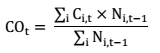 CO_t = (∑_i C_{i,t} × N_{i,t−1}) / (∑_i N_{i,t−1})